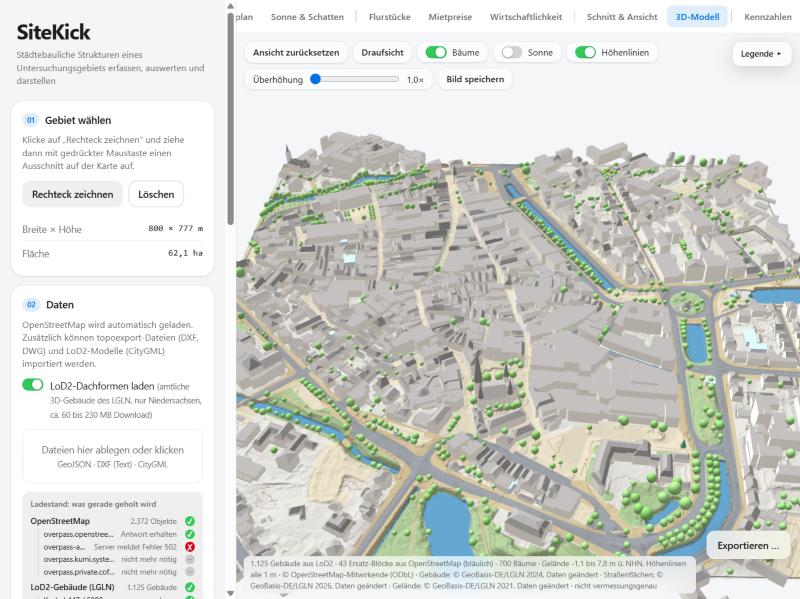 SiteKick
Städtebauliche Strukturen eines
Untersuchungsgebiets erfassen, auswerten und
darstellen
01 Gebiet wählen
Klicke auf „Rechteck zeichnen" und ziehe
dann mit gedrückter Maustaste einen
Ausschnitt auf der Karte auf.
Rechteck zeichnen Löschen
Breite × Höhe 800 × 777 m
Fläche 62,1 ha
02 Daten
OpenStreetMap wird automatisch geladen.
Zusätzlich können topoexport-Dateien (DXF,
DWG) und LoD2-Modelle (CityGML)
importiert werden.
LoD2-Dachformen laden (amtliche
3D-Gebäude des LGLN, nur Niedersachsen,
ca. 60 bis 230 MB Download)
Dateien hier ablegen oder klicken
GeoJSON · DXF (Text) · CityGML
Ladestand: was gerade geholt wird
OpenStreetMap 2.372 Objekte
overpass.openstree... Antwort erhalten
overpass-a... Server meldet Fehler 502
overpass.kumi.syste... nicht mehr nötig
overpass.private.cof... nicht mehr nötig
LoD2-Gebäude (LGLN) 1.125 Gebäude
plan Sonne & Schatten Flurstücke Mietpreise Wirtschaftlichkeit Schnitt & Ansicht 3D-Modell Kennzahlen
Ansicht zurücksetzen Draufsicht Bäume Sonne Höhenlinien Legende ▸
Überhöhung 1,0× Bild speichern
Exportieren ...
1.125 Gebäude aus LoD2 · 43 Ersatz-Blöcke aus OpenStreetMap (bläulich) · 700 Bäume · Gelände -1,1 bis 7,8 m ü. NHN, Höhenlinien
alle 1 m · © OpenStreetMap-Mitwirkende (ODbL) · Gebäude: © GeoBasis-DE/LGLN 2024. Daten geändert · Straßenflächen: ©
GeoBasis-DE/LGLN 2026. Daten geändert · Gelände: © GeoBasis-DE/LGLN 2021. Daten geändert · nicht vermessungsgenau